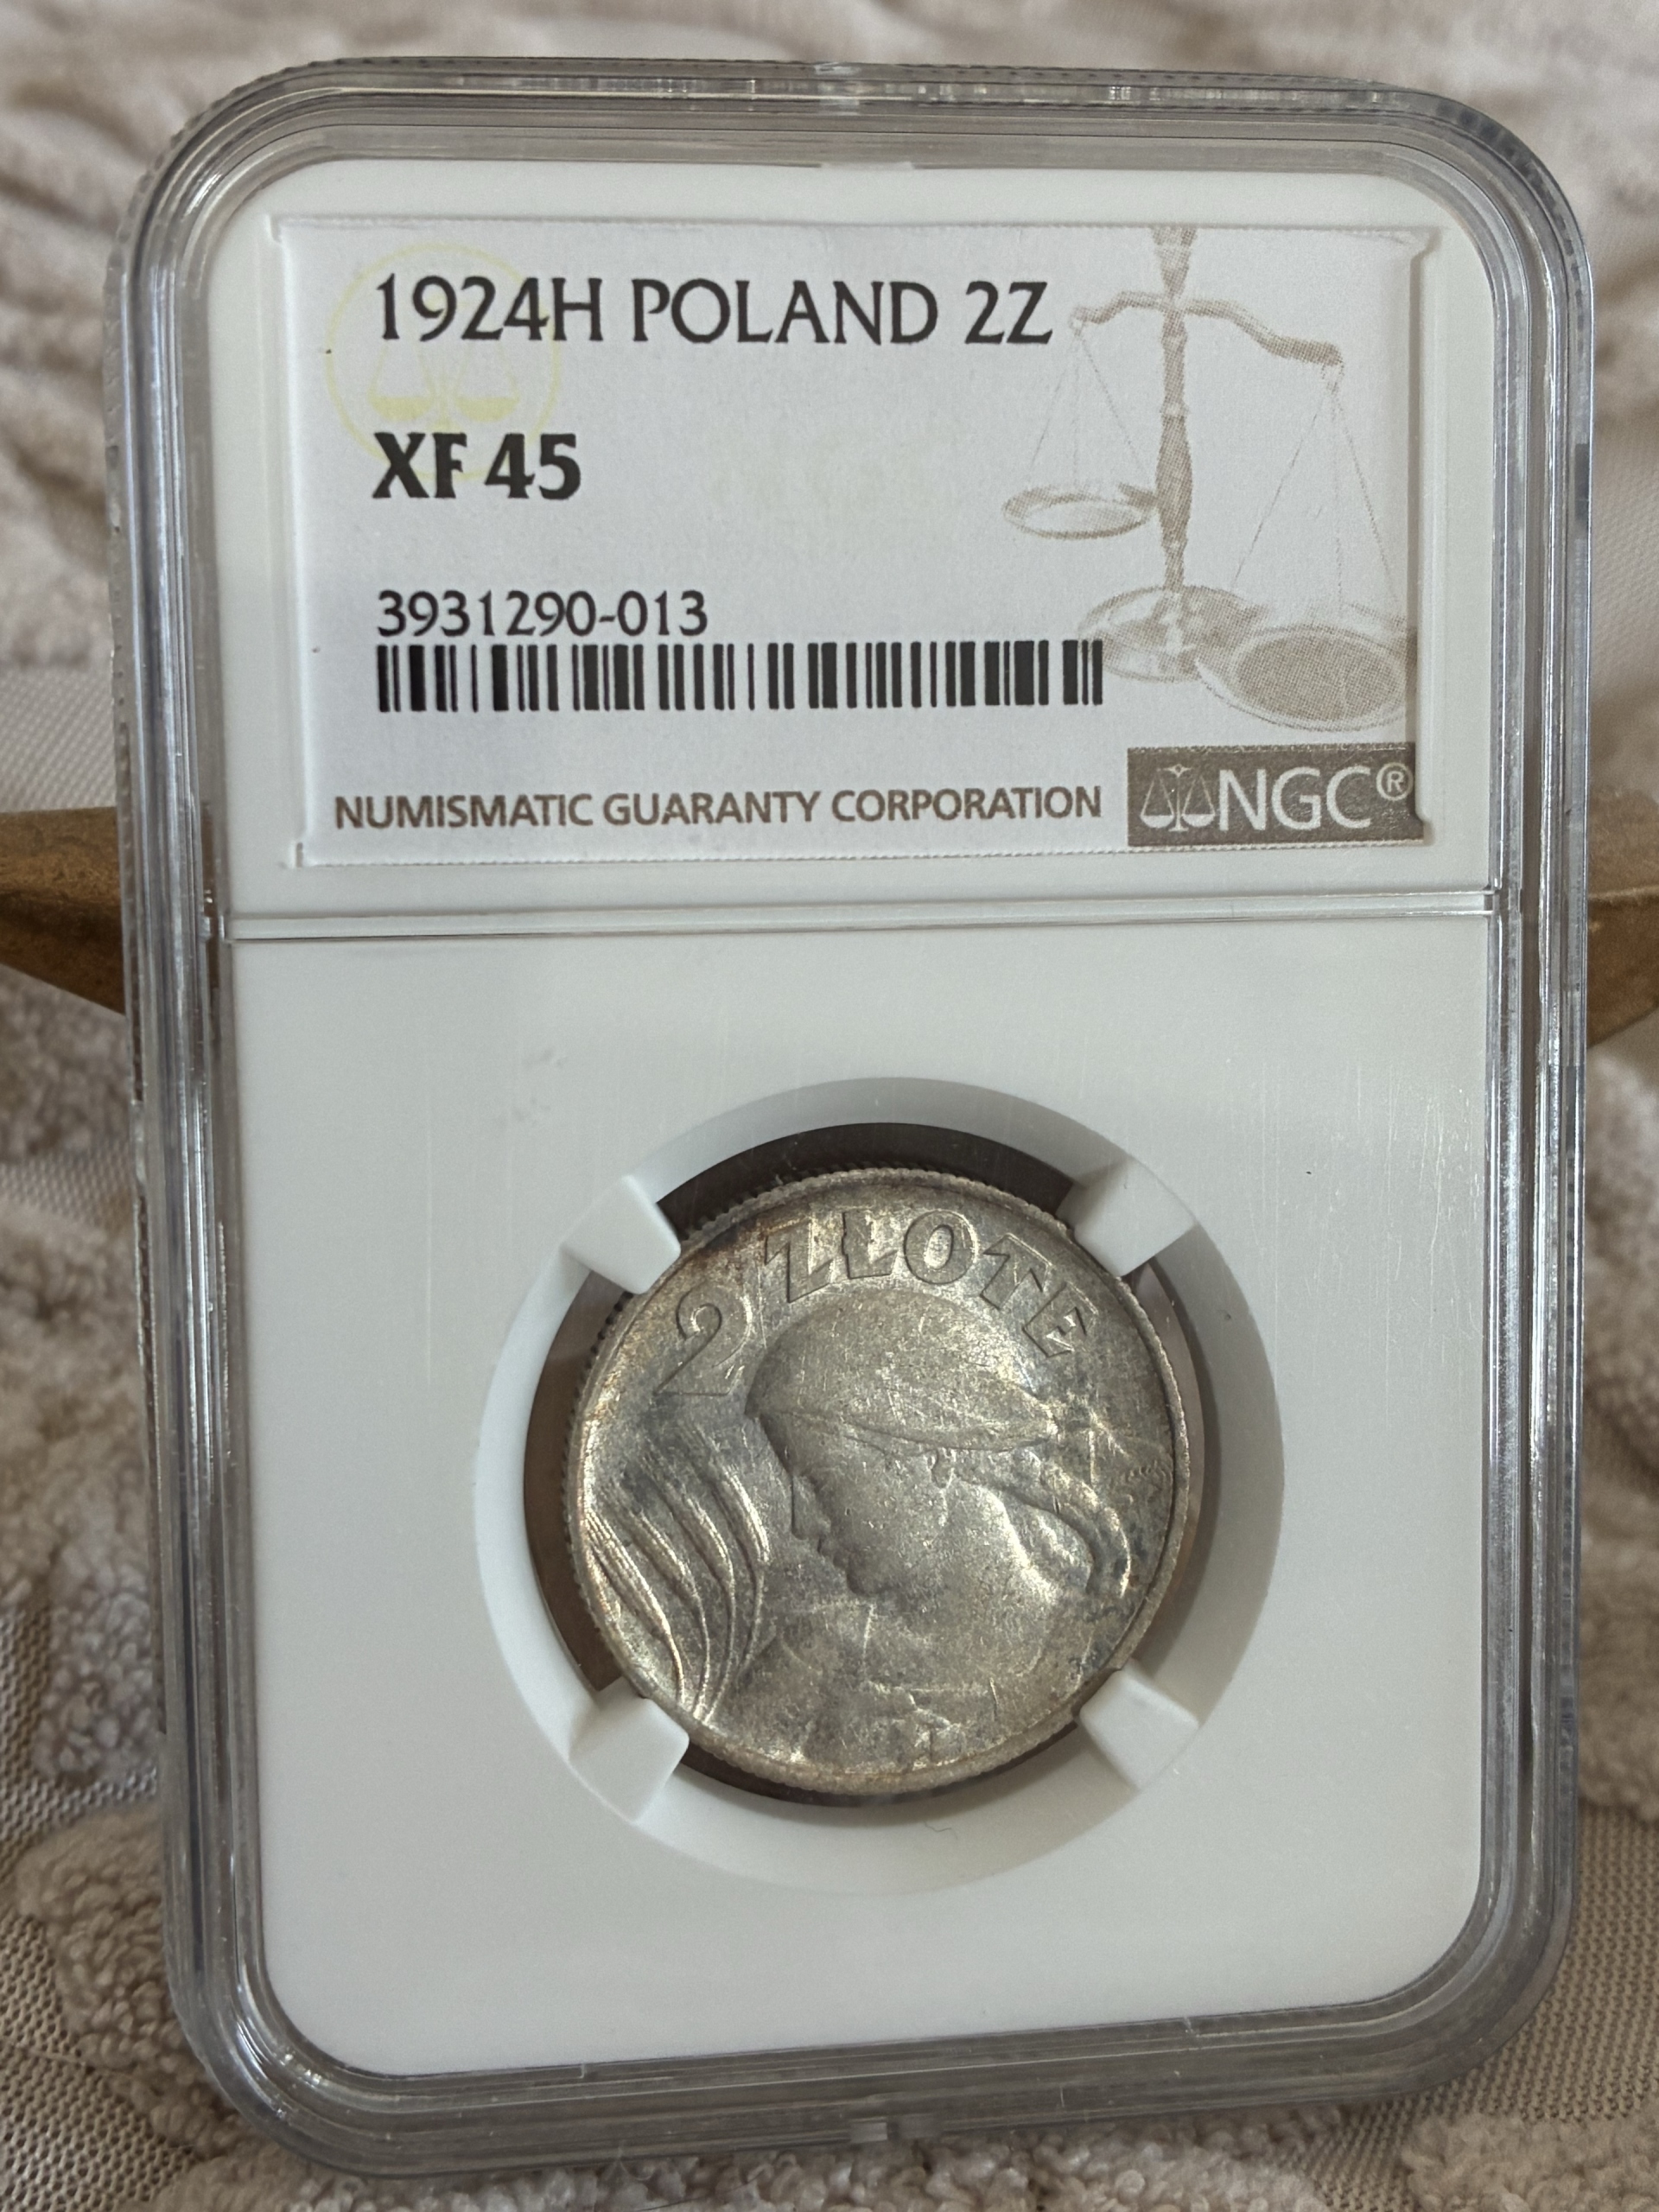 1924H POLAND 2Z
XF 45
3931290-013
NUMISMATIC GUARANTY CORPORATION NGC®
2 ZŁOTE